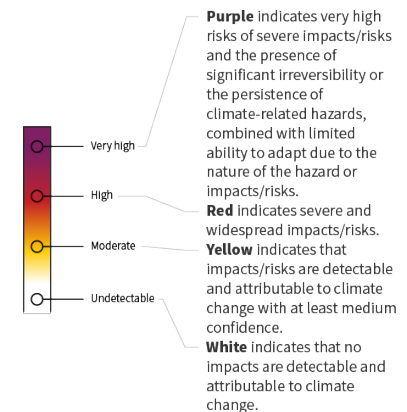 Purple indicates very high
risks of severe impacts/risks
and the presence of
significant irreversibility or
the persistence of
climate-related hazards,
combined with limited
ability to adapt due to the
nature of the hazard or
impacts/risks.
Red indicates severe and
widespread impacts/risks.
Yellow indicates that
impacts/risks are detectable
and attributable to climate
change with at least medium
confidence.
White indicates that no
impacts are detectable and
attributable to climate
change.
Very high
High
Moderate
Undetectable